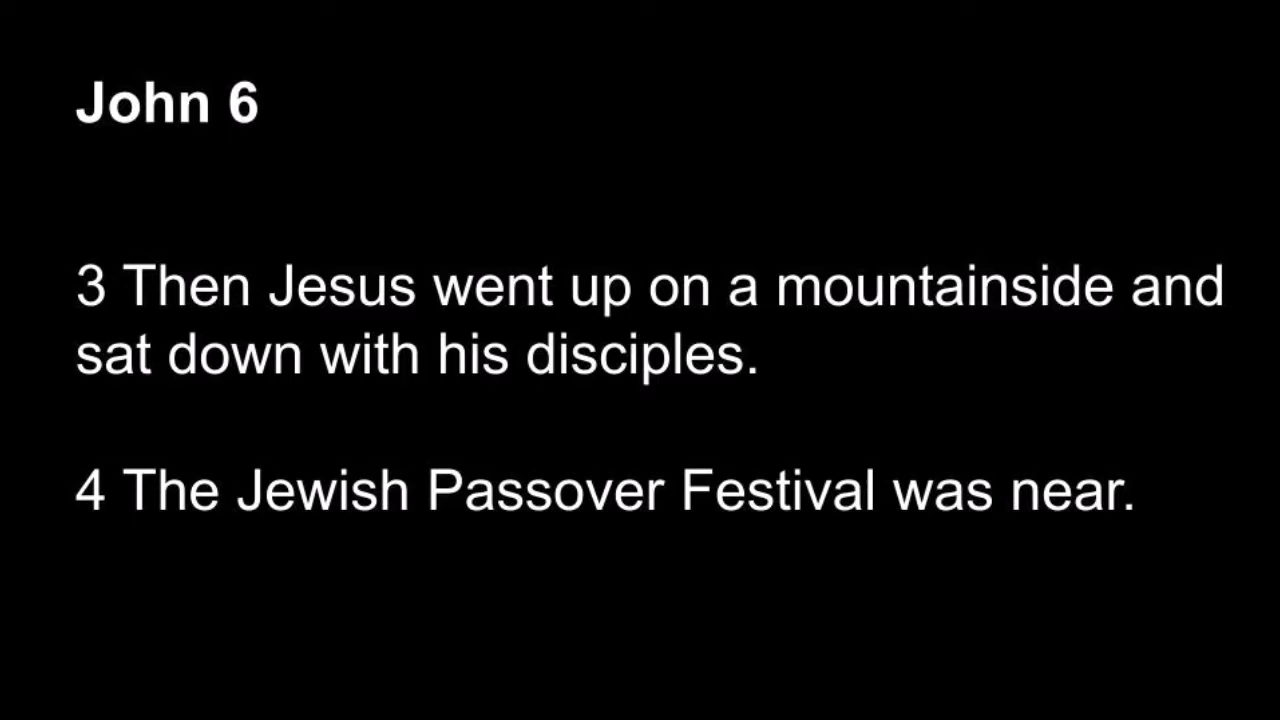 John 6
3 Then Jesus went up on a mountainside and
sat down with his disciples.
4 The Jewish Passover Festival was near.